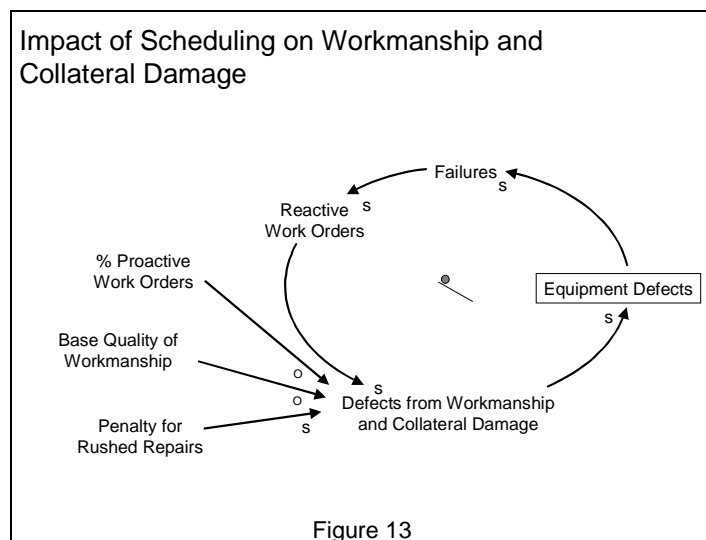 Impact of Scheduling on Workmanship and
Collateral Damage
Failures
s
s
Reactive
Work Orders
% Proactive
Work Orders
Equipment Defects
s
Base Quality of
Workmanship
o
s
o
Defects from Workmanship
and Collateral Damage
Penalty for
Rushed Repairs
s
Figure 13